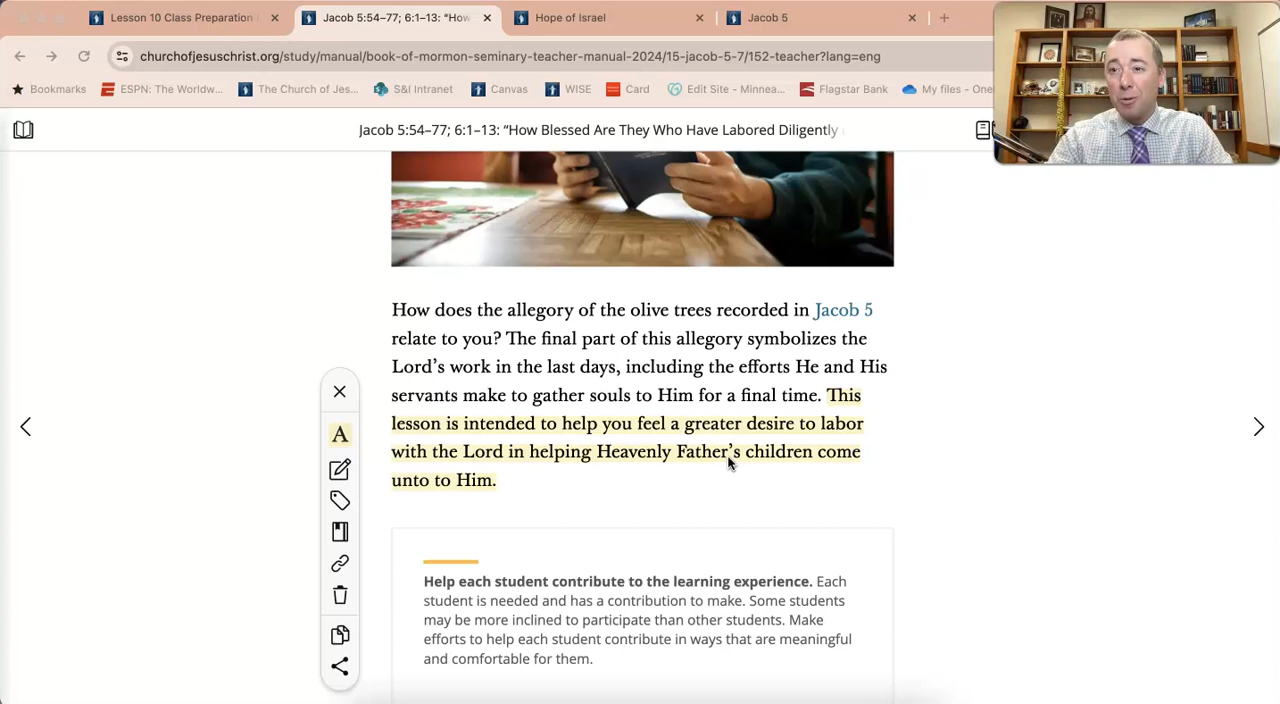 Lesson 10 Class Preparation
Jacob 5:54–77; 6:1–13: “How
Hope of Israel
Jacob 5
churchofjesuschrist.org/study/manual/book-of-mormon-seminary-teacher-manual-2024/15-jacob-5-7/152-teacher?lang=eng
Bookmarks
ESPN: The Worldw...
The Church of Jes...
S&I Intranet
Canvas
WISE
Card
Edit Site - Minnea...
Flagstar Bank
My files - One
Jacob 5:54–77; 6:1–13: “How Blessed Are They Who Have Labored Diligently
How does the allegory of the olive trees recorded in Jacob 5
relate to you? The final part of this allegory symbolizes the
Lord’s work in the last days, including the efforts He and His
servants make to gather souls to Him for a final time. This
lesson is intended to help you feel a greater desire to labor
with the Lord in helping Heavenly Father’s children come
unto to Him.
A
Help each student contribute to the learning experience. Each
student is needed and has a contribution to make. Some students
may be more inclined to participate than other students. Make
efforts to help each student contribute in ways that are meaningful
and comfortable for them.